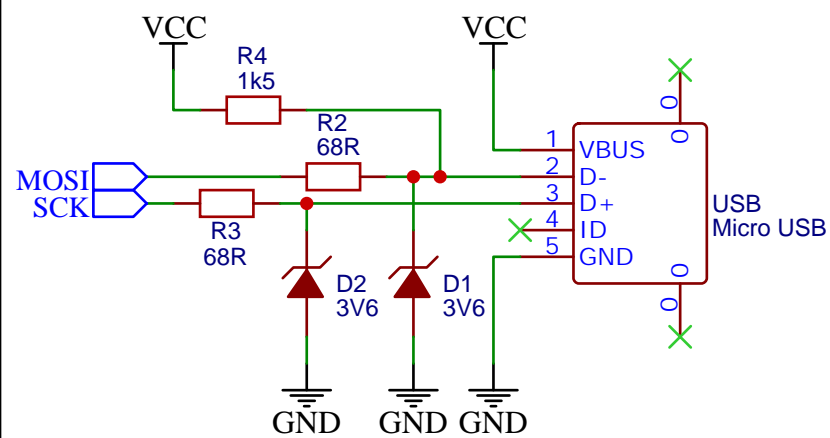 VCC
VCC
R4
1k5
R2
68R
MOSI
SCK
R3
68R
D2
3V6
D1
3V6
1 VBUS
2 D-
3 D+
4 ID
5 GND
0
0
0
0
USB
Micro USB
GND
GND
GND